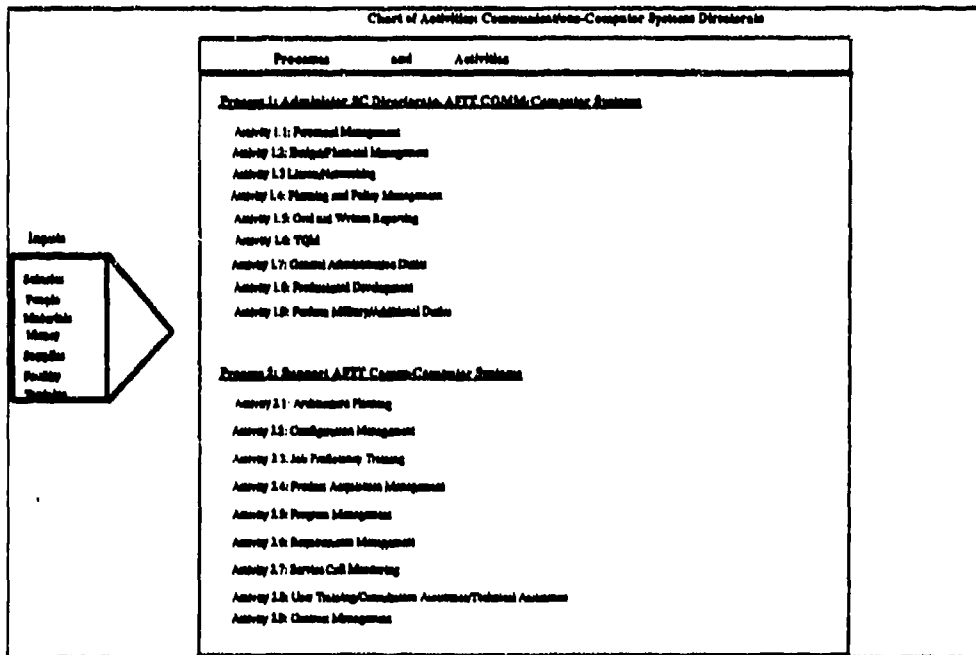 Chart of Activities Communications-Computer Systems Directorate
Processes and Activities
Process 1: Administer SC Directorate AFIT COMM-Computer Systems
Activity 1.1: Personnel Management
Activity 1.2: Budget/Financial Management
Activity 1.3 Liason/Networking
Activity 1.4: Planning and Policy Management
Activity 1.5: Oral and Written Reporting
Activity 1.6: TQM
Activity 1.7: General Administrative Duties
Activity 1.8: Professional Development
Activity 1.9: Perform Military/Additional Duties
Inputs
Salaries
People
Materials
Money
Supplies
Facility
Training
Process 2: Support AFIT Comm-Computer Systems
Activity 2.1: Architecture Planning
Activity 2.2: Configuration Management
Activity 2.3: Job Proficiency Training
Activity 2.4: Product Acquisition Management
Activity 2.5: Program Management
Activity 2.6: Requirements Management
Activity 2.7: Service Call Monitoring
Activity 2.8: User Training/Consultation Assistance/Technical Assistance
Activity 2.9: Contract Management